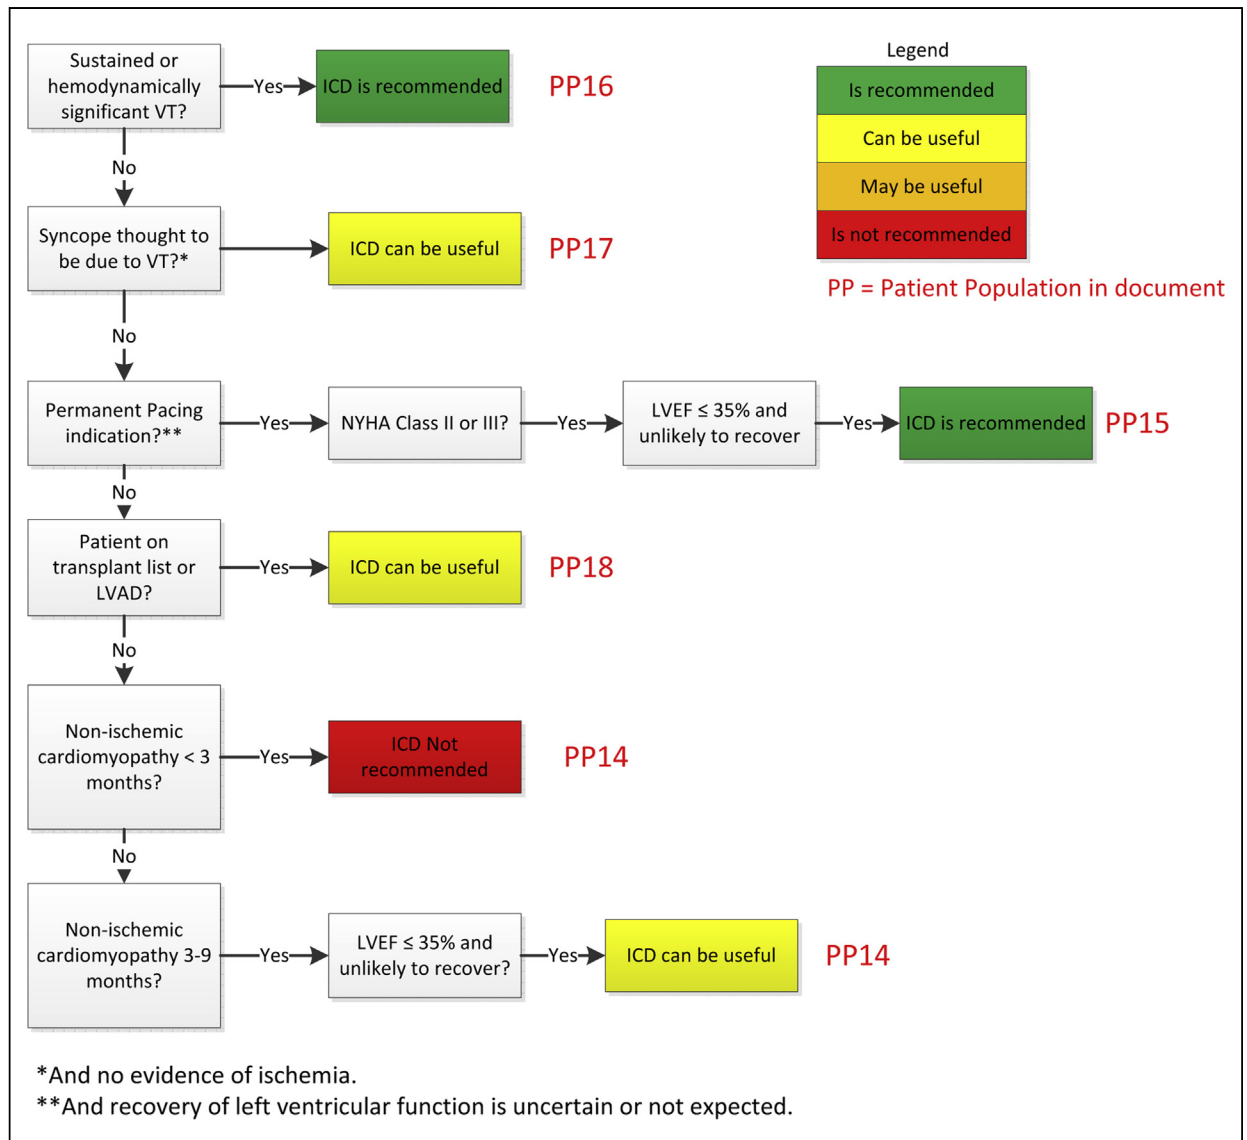 Sustained or
hemodynamically
significant VT?
Yes
ICD is recommended
PP16
Legend
Is recommended
Can be useful
May be useful
Is not recommended
PP = Patient Population in document
No
Syncope thought to
be due to VT?*
ICD can be useful
PP17
No
Permanent Pacing
indication?**
Yes
NYHA Class II or III?
Yes
LVEF ≤ 35% and
unlikely to recover
Yes
ICD is recommended
PP15
No
Patient on
transplant list or
LVAD?
Yes
ICD can be useful
PP18
No
Non-ischemic
cardiomyopathy < 3
months?
Yes
ICD Not
recommended
PP14
No
Non-ischemic
cardiomyopathy 3-9
months?
Yes
LVEF ≤ 35% and
unlikely to recover?
Yes
ICD can be useful
PP14
*And no evidence of ischemia.
**And recovery of left ventricular function is uncertain or not expected.